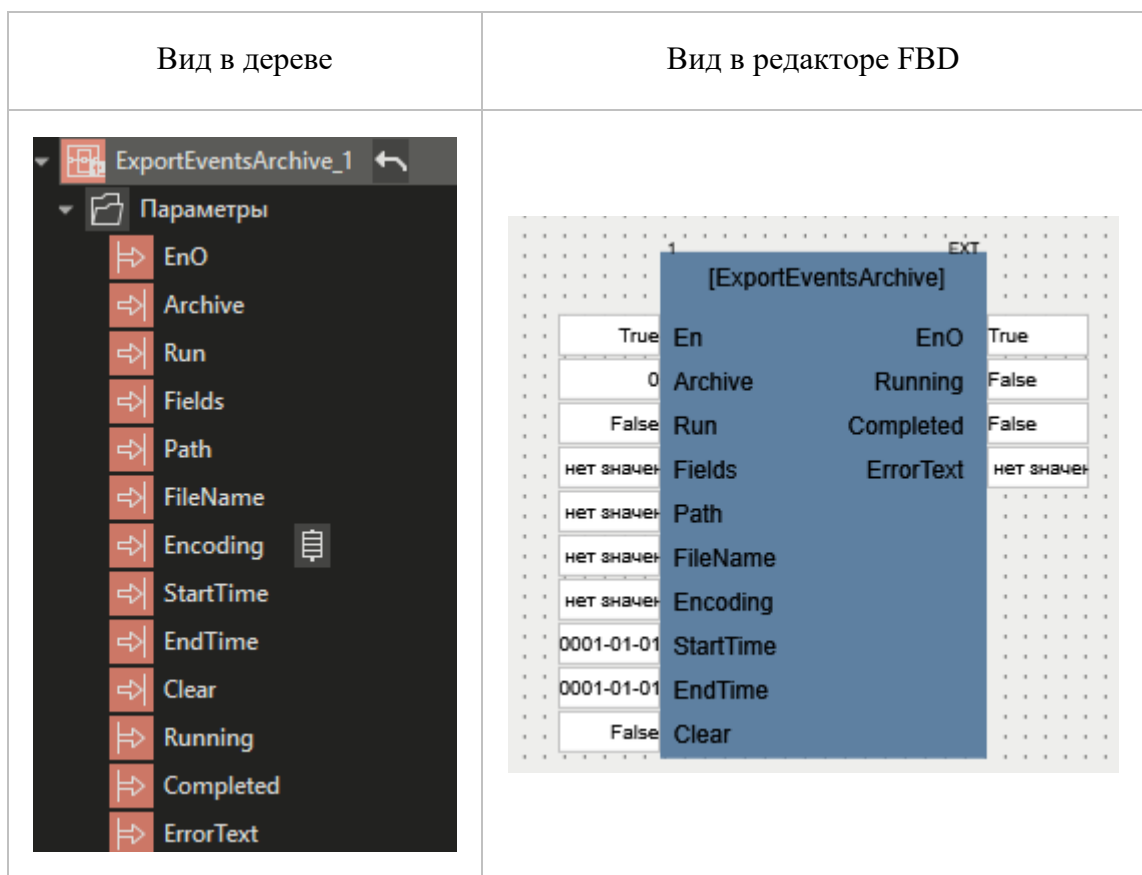 Вид в дереве
Вид в редакторе FBD
ExportEventsArchive_1
Параметры
EnO
Archive
Run
Fields
Path
FileName
Encoding
StartTime
EndTime
Clear
Running
Completed
ErrorText
1 EXT
[ExportEventsArchive]
True En EnO True
0 Archive Running False
False Run Completed False
нет значен Fields ErrorText нет значен
нет значен Path
нет значен FileName
нет значен Encoding
0001-01-01 StartTime
0001-01-01 EndTime
False Clear